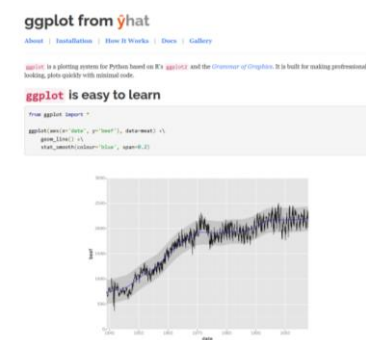 ggplot from ŷhat
About | Installation | How It Works | Docs | Gallery
ggplot is a plotting system for Python based on R's ggplot2 and the Grammar of Graphics. It is built for making professional
looking, plots quickly with minimal code.
ggplot is easy to learn
from ggplot import *
ggplot(aes(x='date', y='beef'), data=meat) +\
geom_line() +\
stat_smooth(colour='blue', span=0.2)
beef
date